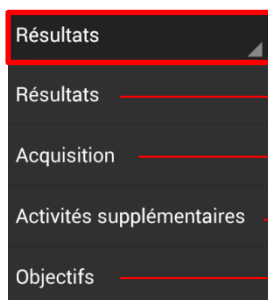 Résultats
Résultats
Acquisition
Activités supplémentaires
Objectifs